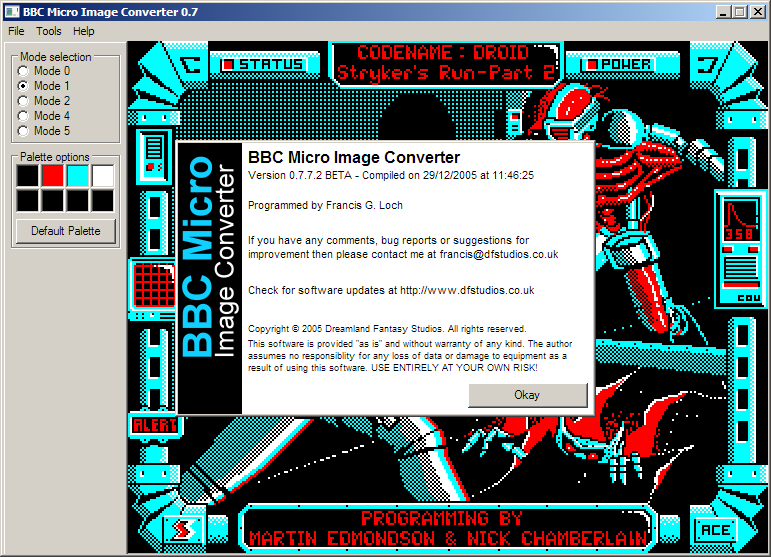 BBC Micro Image Converter 0.7
File Tools Help
Mode selection
Mode 0
Mode 1
Mode 2
Mode 4
Mode 5
Palette options
Default Palette
STATUS
CODENAME : DROID
Stryker's Run-Part 2
POWER
358
COU
ALERT
BBC Micro
Image Converter
BBC Micro Image Converter
Version 0.7.7.2 BETA - Compiled on 29/12/2005 at 11:46:25
Programmed by Francis G. Loch
If you have any comments, bug reports or suggestions for
improvement then please contact me at francis@dfstudios.co.uk
Check for software updates at http://www.dfstudios.co.uk
Copyright © 2005 Dreamland Fantasy Studios. All rights reserved.
This software is provided "as is" and without warranty of any kind. The author
assumes no responsiblity for any loss of data or damage to equipment as a
result of using this software. USE ENTIRELY AT YOUR OWN RISK!
Okay
S
PROGRAMMING BY
MARTIN EDMONDSON & NICK CHAMBERLAIN
ACE